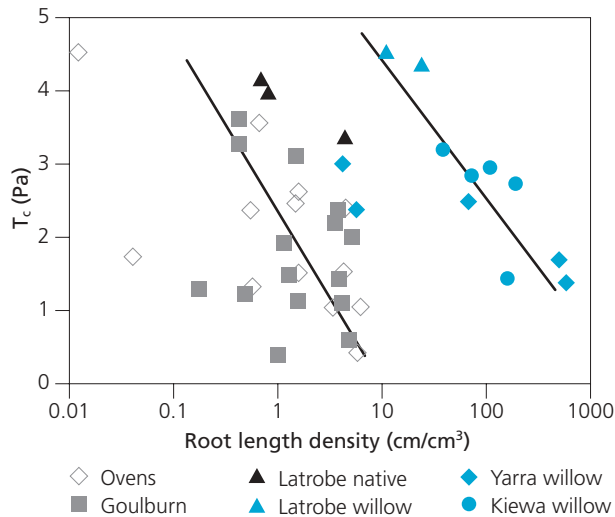 5
4
3
2
1
0
T_c (Pa)
0.01 0.1 1 10 100 1000
Root length density (cm/cm³)
Ovens Latrobe native Yarra willow
Goulburn Latrobe willow Kiewa willow